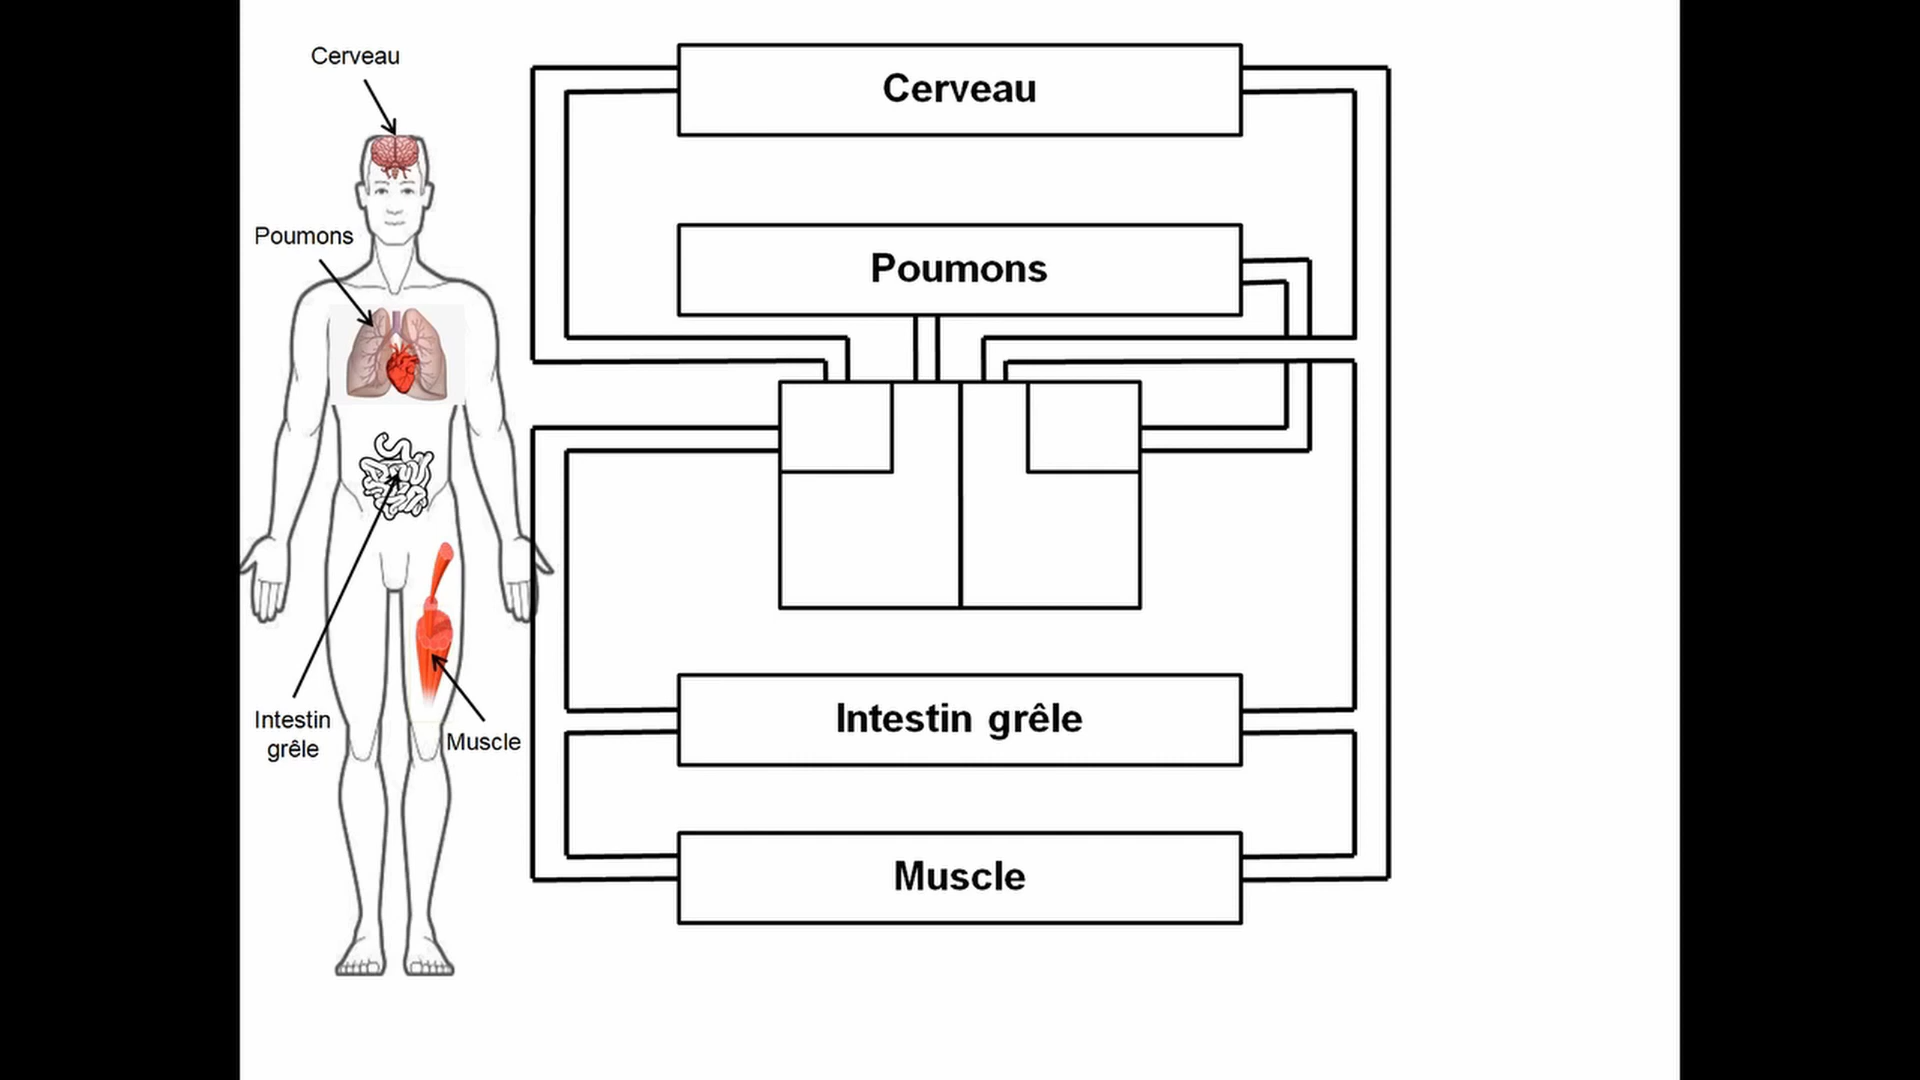 Cerveau
Cerveau
Poumons
Poumons
Intestin
grêle
Muscle
Intestin grêle
Muscle